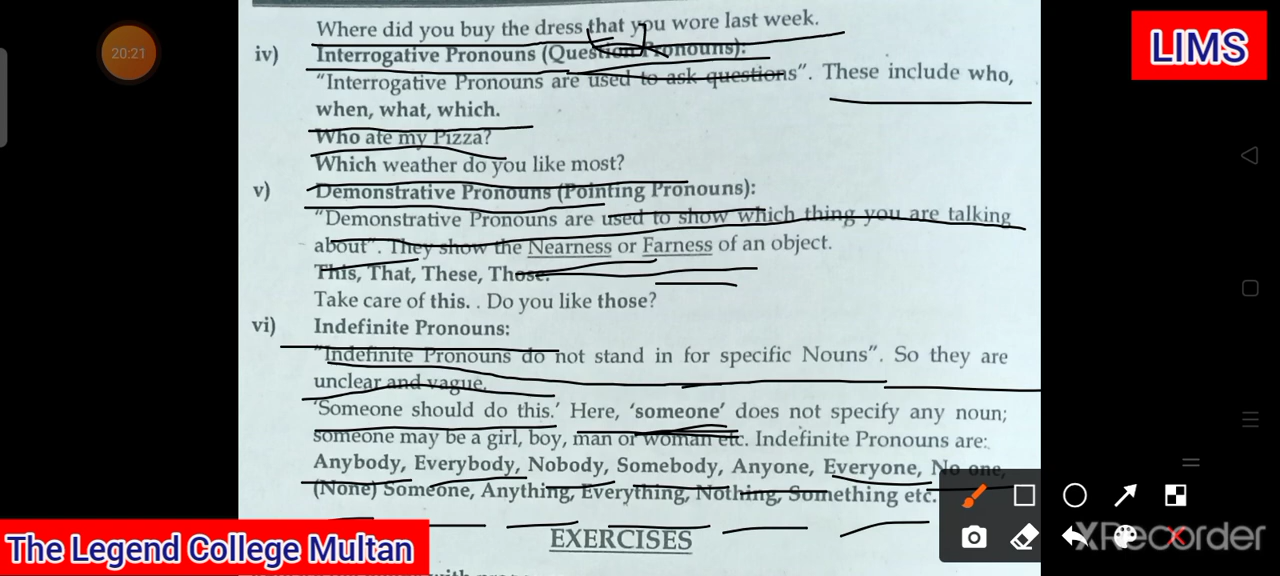 Where did you buy the dress that you wore last week.
20:21
LIMS
iv) Interrogative Pronouns (Question Pronouns):
"Interrogative Pronouns are used to ask questions". These include who,
when, what, which.
Who ate my Pizza?
Which weather do you like most?
v) Demonstrative Pronouns (Pointing Pronouns):
"Demonstrative Pronouns are used to show which thing you are talking
about". They show the Nearness or Farness of an object.
This, That, These, Those.
Take care of this. . Do you like those?
vi) Indefinite Pronouns:
"Indefinite Pronouns do not stand in for specific Nouns". So they are
unclear and vague.
'Someone should do this.' Here, 'someone' does not specify any noun;
someone may be a girl, boy, man or woman etc. Indefinite Pronouns are:
Anybody, Everybody, Nobody, Somebody, Anyone, Everyone, No one,
(None) Someone, Anything, Everything, Nothing, Something etc.
EXERCISES
The Legend College Multan
XRecorder